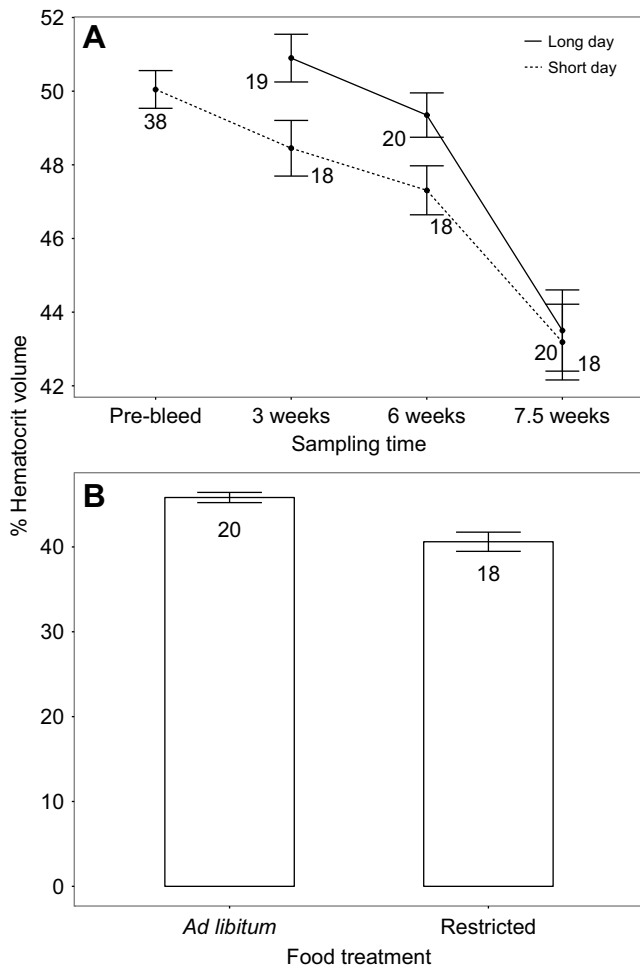 % Hematocrit volume
A
52
50
48
46
44
42
Long day
Short day
38
19
18
20
18
20
18
Pre-bleed
3 weeks
6 weeks
7.5 weeks
Sampling time
B
40
30
20
10
0
20
18
Ad libitum
Restricted
Food treatment